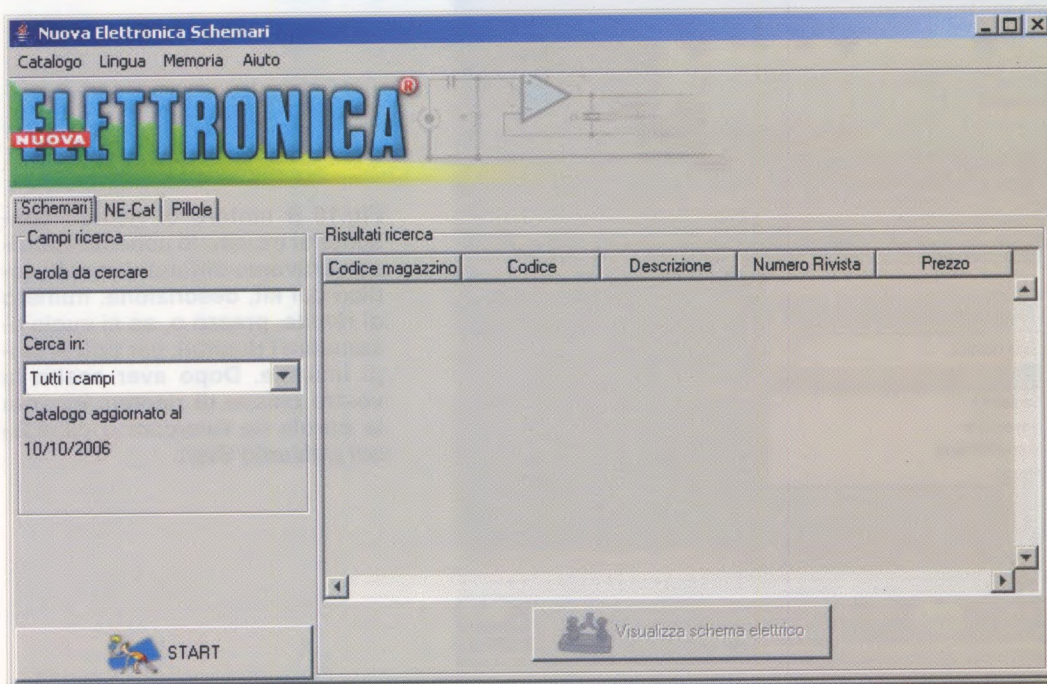 Nuova Elettronica Schemari
Catalogo Lingua Memoria Aiuto
ELETTRONICA®
NUOVA
Schemari NE-Cat Pillole
Campi ricerca
Parola da cercare
Cerca in:
Tutti i campi
Catalogo aggiornato al
10/10/2006
START
Risultati ricerca
Codice magazzino Codice Descrizione Numero Rivista Prezzo
Visualizza schema elettrico